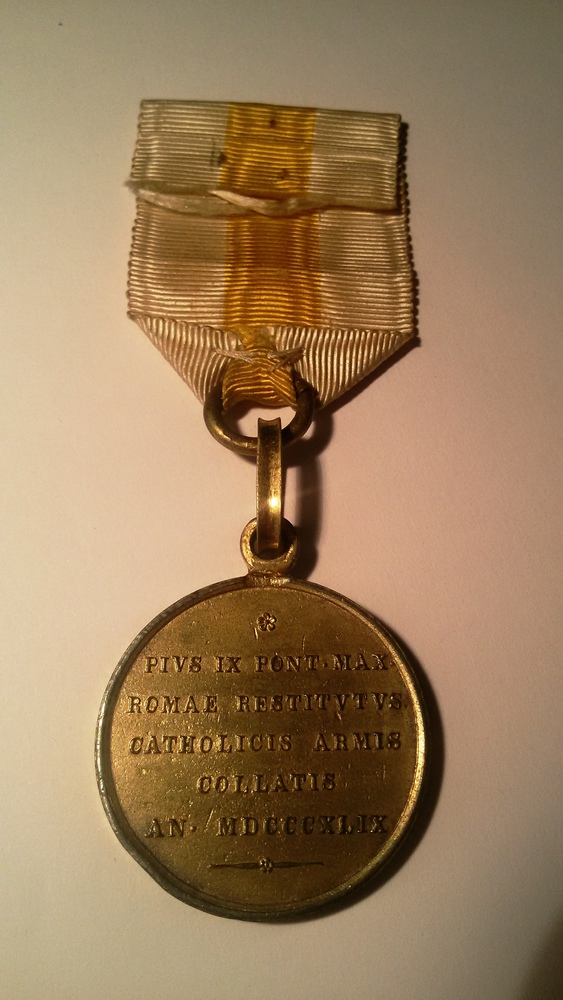 PIVS IX PONT·MAX·
ROMAE RESTITVTVS
CATHOLICIS ARMIS
COLLATIS
AN· MDCCCXLIX